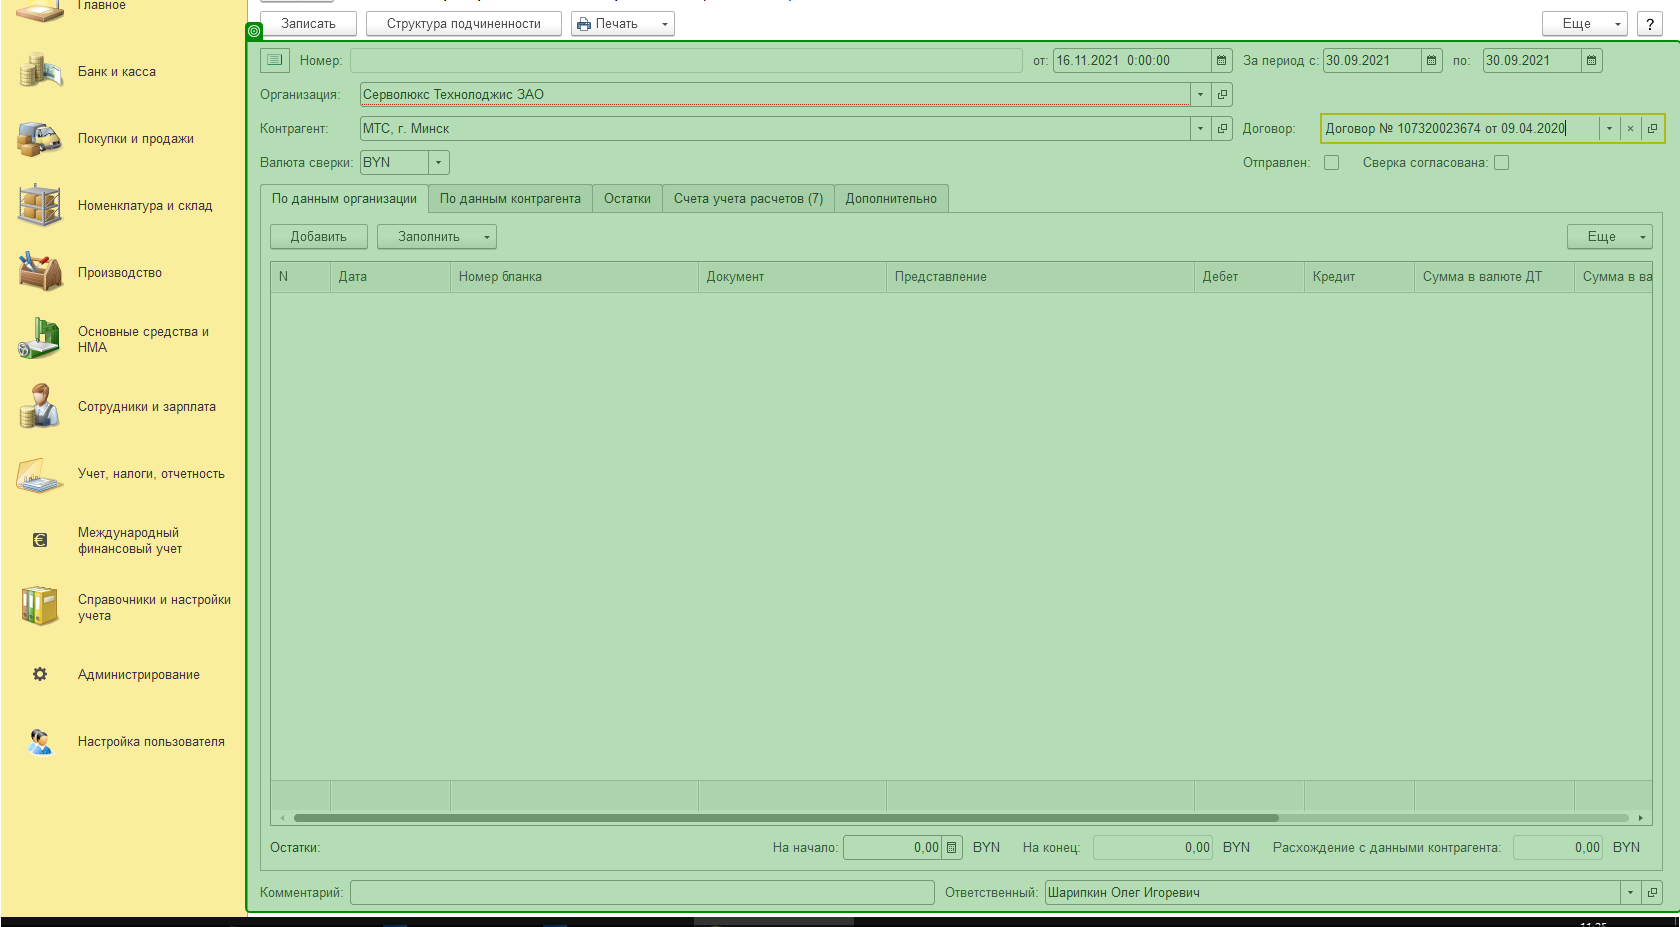 Главное
Записать
Структура подчиненности
Печать
Еще
?
Банк и касса
Покупки и продажи
Номенклатура и склад
Производство
Основные средства и
НМА
Сотрудники и зарплата
Учет, налоги, отчетность
Международный
финансовый учет
Справочники и настройки
учета
Администрирование
Настройка пользователя
Номер:
от: 16.11.2021 0:00:00
За период с: 30.09.2021
по: 30.09.2021
Организация: Серволюкс Технолоджис ЗАО
Контрагент: МТС, г. Минск
Договор: Договор № 107320023674 от 09.04.2020
Валюта сверки: BYN
Отправлен:
Сверка согласована:
По данным организации
По данным контрагента
Остатки
Счета учета расчетов (7)
Дополнительно
Добавить
Заполнить
Еще
N
Дата
Номер бланка
Документ
Представление
Дебет
Кредит
Сумма в валюте ДТ
Сумма в ва
Остатки:
На начало: 0,00 BYN
На конец: 0,00 BYN
Расхождение с данными контрагента: 0,00 BYN
Комментарий:
Ответственный: Шарипкин Олег Игоревич